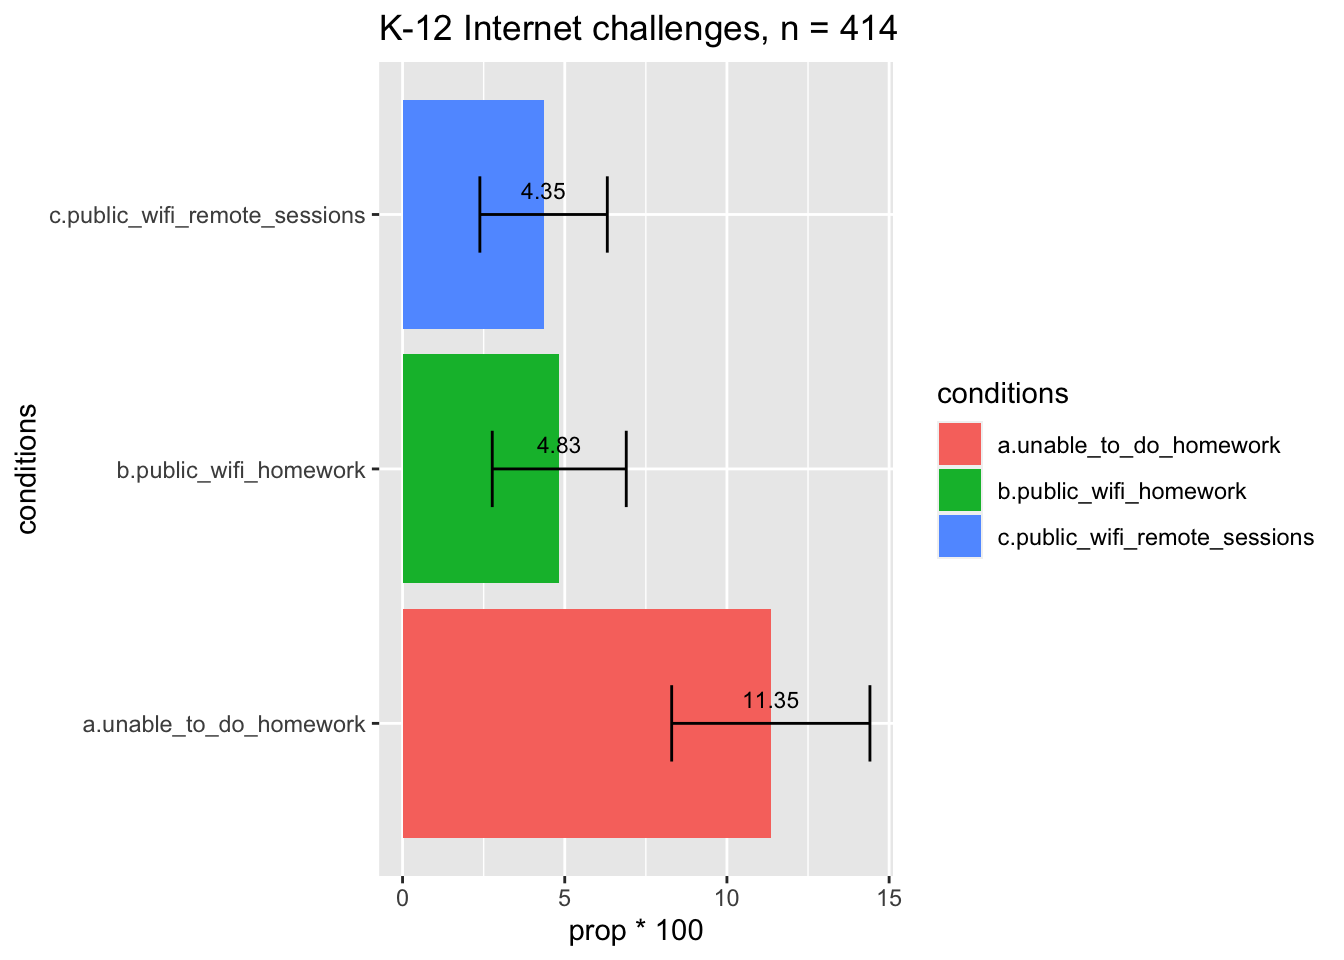 K-12 Internet challenges, n = 414
conditions
c.public_wifi_remote_sessions
4.35
b.public_wifi_homework
4.83
a.unable_to_do_homework
11.35
0 5 10 15
prop * 100
conditions
a.unable_to_do_homework
b.public_wifi_homework
c.public_wifi_remote_sessions